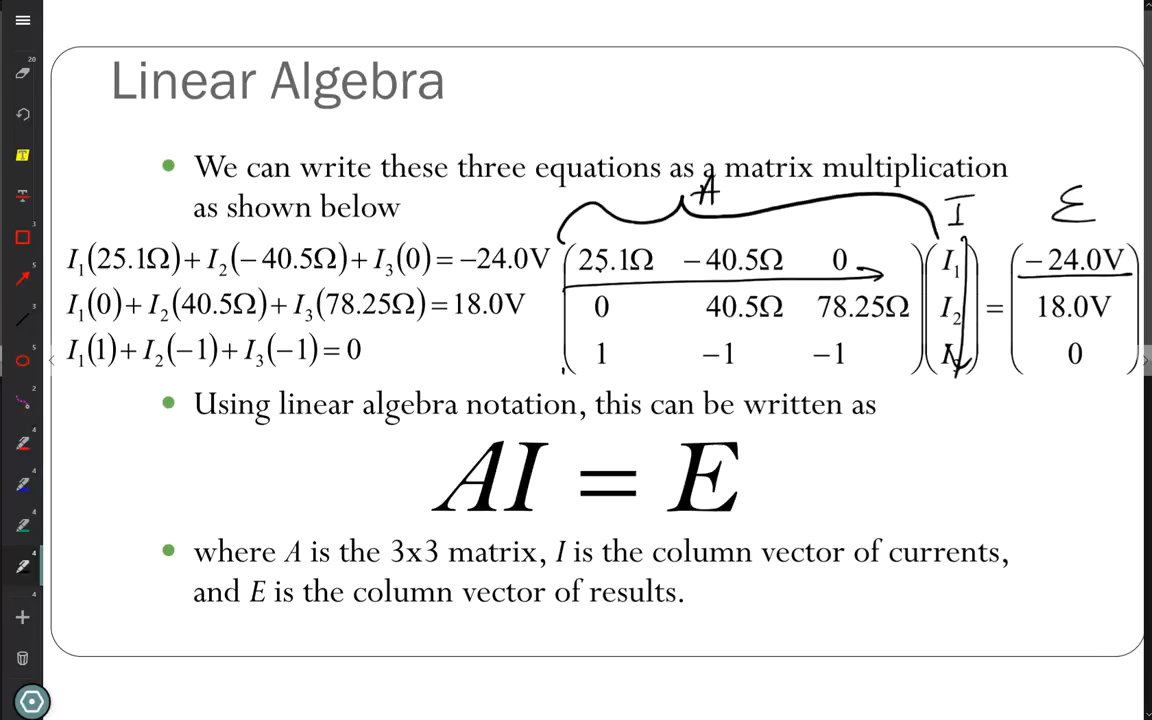 Linear Algebra
We can write these three equations as a matrix multiplication
as shown below
A
I
E
I₁(25.1Ω)+I₂(−40.5Ω)+I₃(0)=−24.0V
I₁(0)+I₂(40.5Ω)+I₃(78.25Ω)=18.0V
I₁(1)+I₂(−1)+I₃(−1)=0
25.1Ω −40.5Ω 0 I₁ −24.0V
0 40.5Ω 78.25Ω I₂ = 18.0V
1 −1 −1 0
Using linear algebra notation, this can be written as
AI = E
where A is the 3x3 matrix, I is the column vector of currents,
and E is the column vector of results.